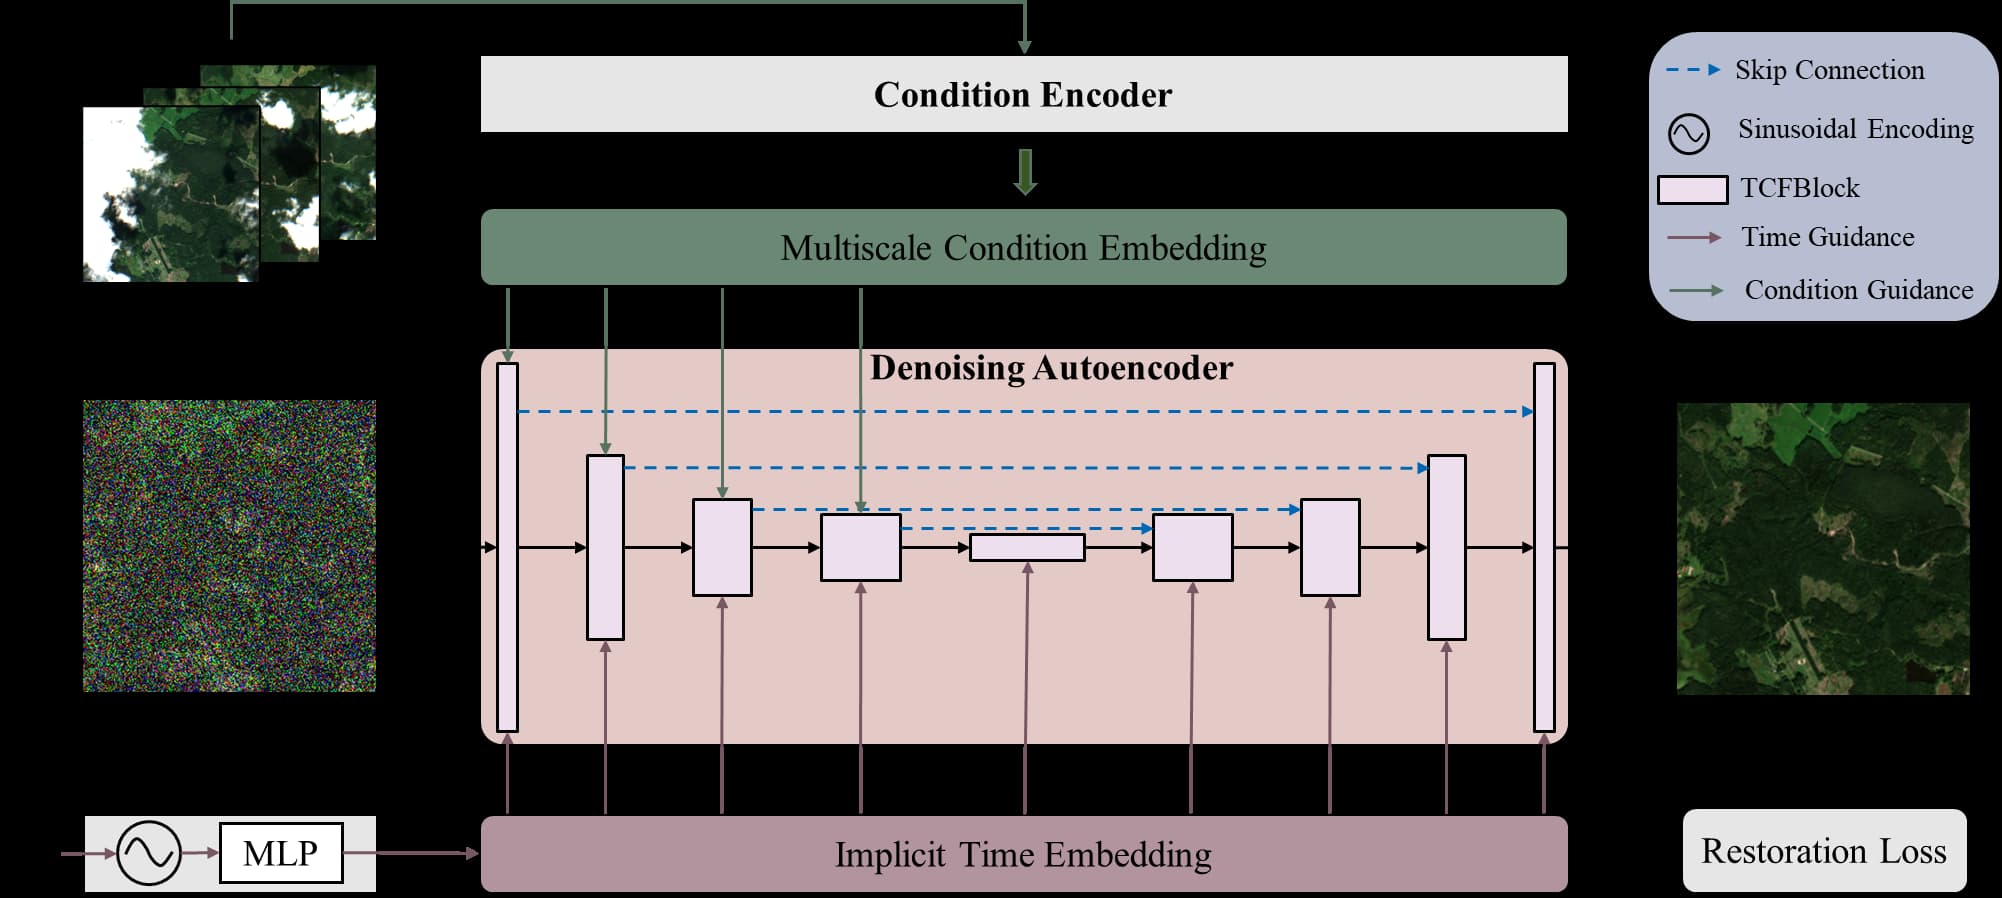 Condition Encoder
Multiscale Condition Embedding
Denoising Autoencoder
MLP
Implicit Time Embedding
Skip Connection
Sinusoidal Encoding
TCFBlock
Time Guidance
Condition Guidance
Restoration Loss